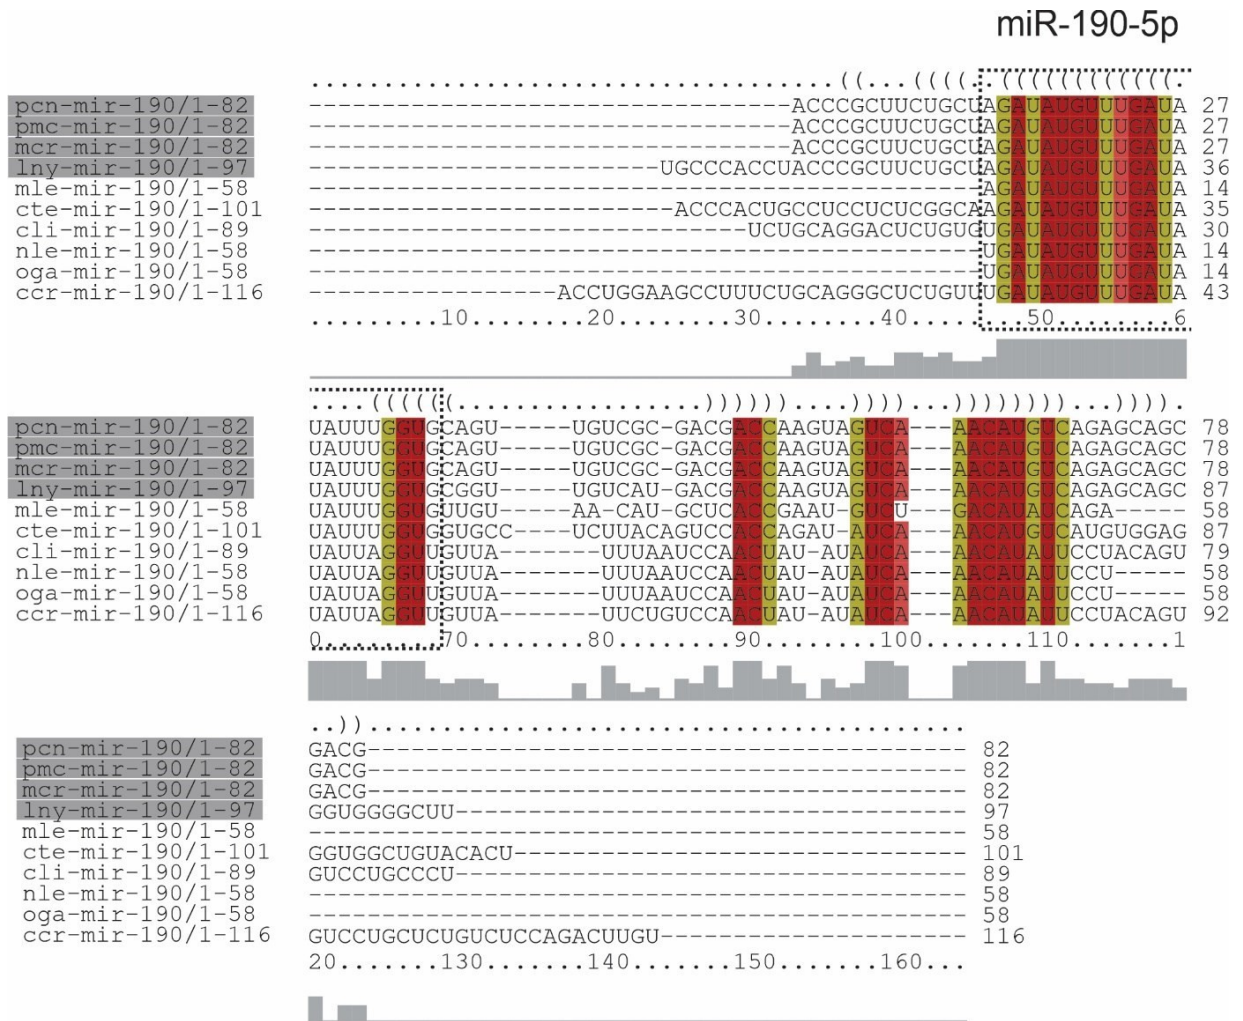 miR-190-5p
....................................((...((((..((((((((((((.
pcn-mir-190/1-82 ---------------------------------ACCCGCUUCUGCUAGAUAUGUUUGAUA 27
pmc-mir-190/1-82 ---------------------------------ACCCGCUUCUGCUAGAUAUGUUUGAUA 27
mcr-mir-190/1-82 ---------------------------------ACCCGCUUCUGCUAGAUAUGUUUGAUA 27
lny-mir-190/1-97 ------------------------UGCCCACCUACCCGCUUCUGCUAGAUAUGUUUGAUA 36
mle-mir-190/1-58 ----------------------------------------------AGAUAUGUUUGAUA 14
cte-mir-190/1-101 -------------------------ACCCACUGCCUCCUCUCGGCAAGAUAUGUUUGAUA 35
cli-mir-190/1-89 ------------------------------UCUGCAGGACUCUGUGUGAUAUGUUUGAUA 30
nle-mir-190/1-58 ----------------------------------------------UGAUAUGUUUGAUA 14
oga-mir-190/1-58 ----------------------------------------------UGAUAUGUUUGAUA 14
ccr-mir-190/1-116 -----------------ACCUGGAAGCCUUUCUGCAGGGCUCUGUUUGAUAUGUUUGAUA 43
.........10........20........30........40........50........6
....((((((.................))))))....))))...))))))))...)))).
pcn-mir-190/1-82 UAUUUGGUGCAGU-----UGUCGC-GACGACCAAGUAGUCA---AACAUGUCAGAGCAGC 78
pmc-mir-190/1-82 UAUUUGGUGCAGU-----UGUCGC-GACGACCAAGUAGUCA---AACAUGUCAGAGCAGC 78
mcr-mir-190/1-82 UAUUUGGUGCAGU-----UGUCGC-GACGACCAAGUAGUCA---AACAUGUCAGAGCAGC 78
lny-mir-190/1-97 UAUUUGGUGCGGU-----UGUCAU-GACGACCAAGUAGUCA---AACAUGUCAGAGCAGC 87
mle-mir-190/1-58 UAUUUGGUGUUGU-----AA-CAU-GCUCACCGAAU-GUCU---GACAUAUCAGA----- 58
cte-mir-190/1-101 UAUUUGGUGGUGCC----UCUUACAGUCCACCAGAU-AUCA---AACAUGUCAUGUGGAG 87
cli-mir-190/1-89 UAUUAGGUUGUUA-------UUUAAUCCAACUAU-AUAUCA---AACAUAUUCCUACAGU 79
nle-mir-190/1-58 UAUUAGGUUGUUA-------UUUAAUCCAACUAU-AUAUCA---AACAUAUUCCU----- 58
oga-mir-190/1-58 UAUUAGGUUGUUA-------UUUAAUCCAACUAU-AUAUCA---AACAUAUUCCU----- 58
ccr-mir-190/1-116 UAUUAGGUUGUUA-------UUCUGUCCAACUAU-AUAUCA---AACAUAUUCCUACAGU 92
0........70........80........90........100.......110.......1
..)).........................................
pcn-mir-190/1-82 GACG----------------------------------------- 82
pmc-mir-190/1-82 GACG----------------------------------------- 82
mcr-mir-190/1-82 GACG----------------------------------------- 82
lny-mir-190/1-97 GGUGGGGCUU----------------------------------- 97
mle-mir-190/1-58 --------------------------------------------- 58
cte-mir-190/1-101 GGUGGCUGUACACU------------------------------- 101
cli-mir-190/1-89 GUCCUGCCCU----------------------------------- 89
nle-mir-190/1-58 --------------------------------------------- 58
oga-mir-190/1-58 --------------------------------------------- 58
ccr-mir-190/1-116 GUCCUGCUCUGUCUCCAGACUUGU--------------------- 116
20.......130.......140.......150.......160...